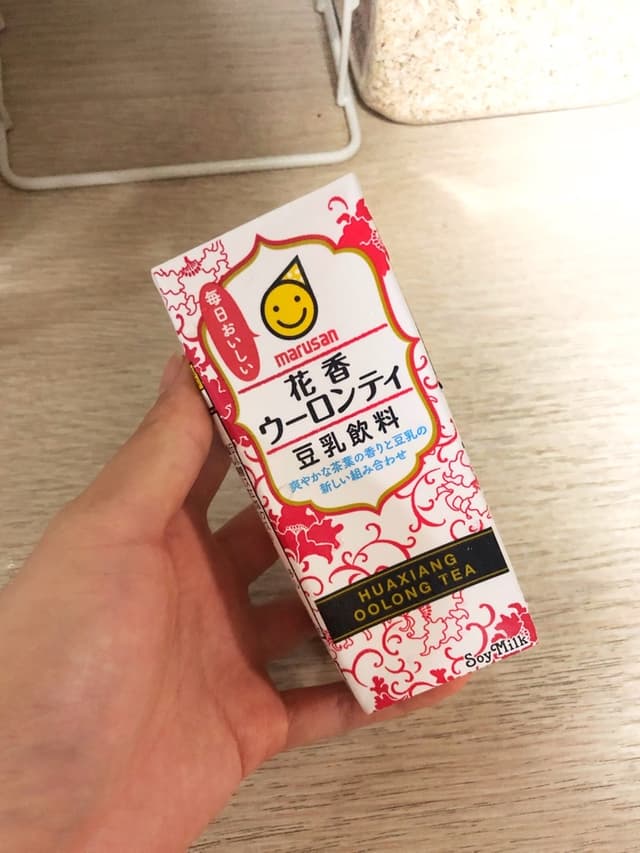 毎日おいしい
marusan
花香
ウーロンティ
豆乳飲料
爽やかな茶葉の香りと豆乳の
新しい組み合わせ
HUAXIANG
OOLONG TEA
Soy Milk